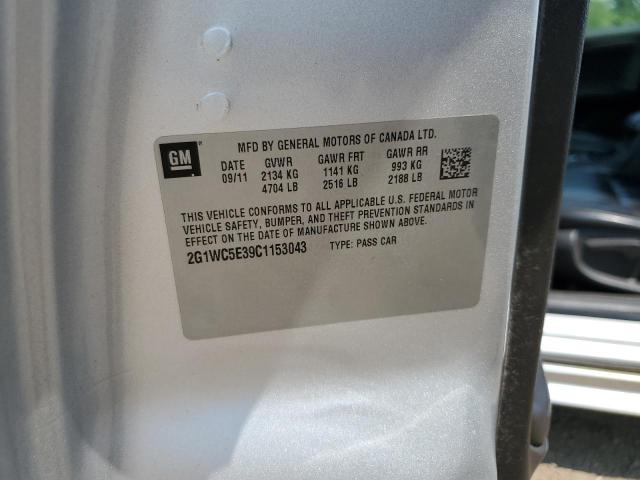 GM
MFD BY GENERAL MOTORS OF CANADA LTD.
DATE GVWR GAWR FRT GAWR RR
09/11 2134 KG 1141 KG 993 KG
4704 LB 2516 LB 2188 LB
THIS VEHICLE CONFORMS TO ALL APPLICABLE U.S. FEDERAL MOTOR
VEHICLE SAFETY, BUMPER, AND THEFT PREVENTION STANDARDS IN
EFFECT ON THE DATE OF MANUFACTURE SHOWN ABOVE.
2G1WC5E39C1153043 TYPE: PASS CAR